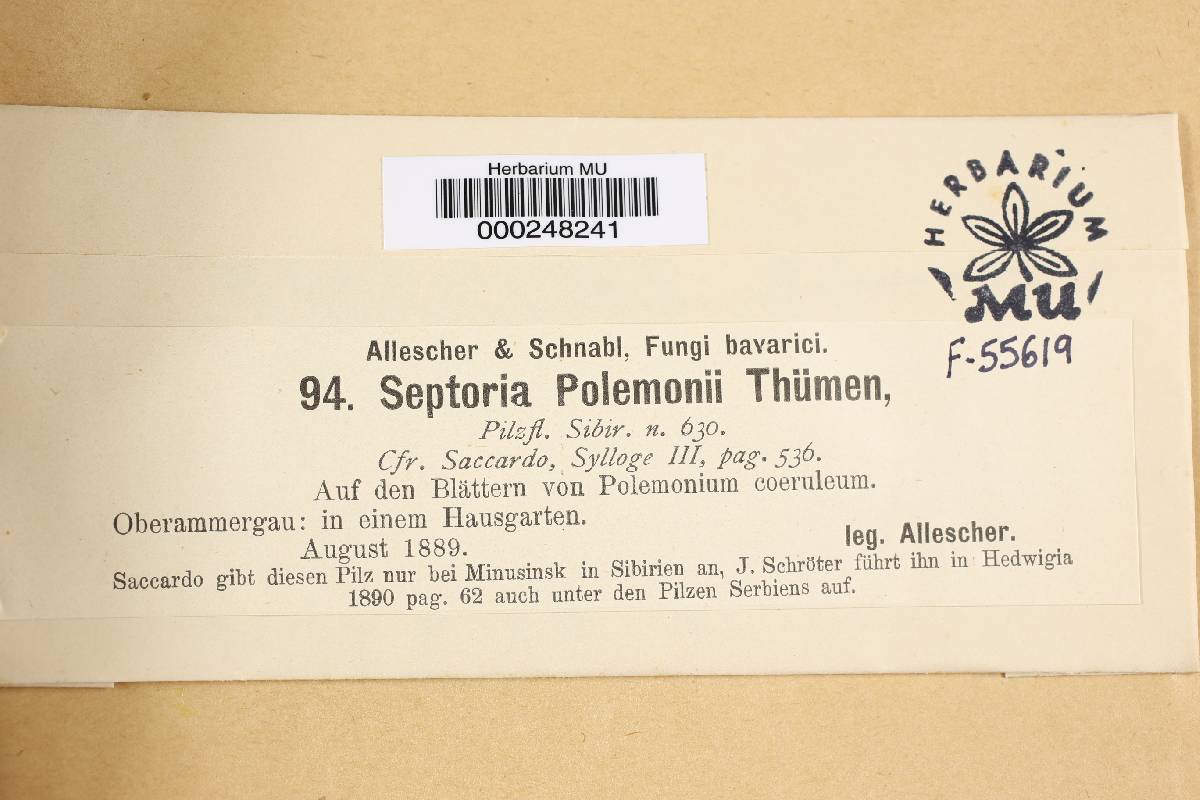 Herbarium MU
000248241
HERBARIUM
MU
F-55619
Allescher & Schnabl, Fungi bavarici.
94. Septoria Polemonii Thümen,
Pilzfl. Sibir. n. 630.
Cfr. Saccardo, Sylloge III, pag. 536.
Auf den Blättern von Polemonium coeruleum.
Oberammergau: in einem Hausgarten.
August 1889.
leg. Allescher.
Saccardo gibt diesen Pilz nur bei Minusinsk in Sibirien an, J. Schröter führt ihn in Hedwigia
1890 pag. 62 auch unter den Pilzen Serbiens auf.